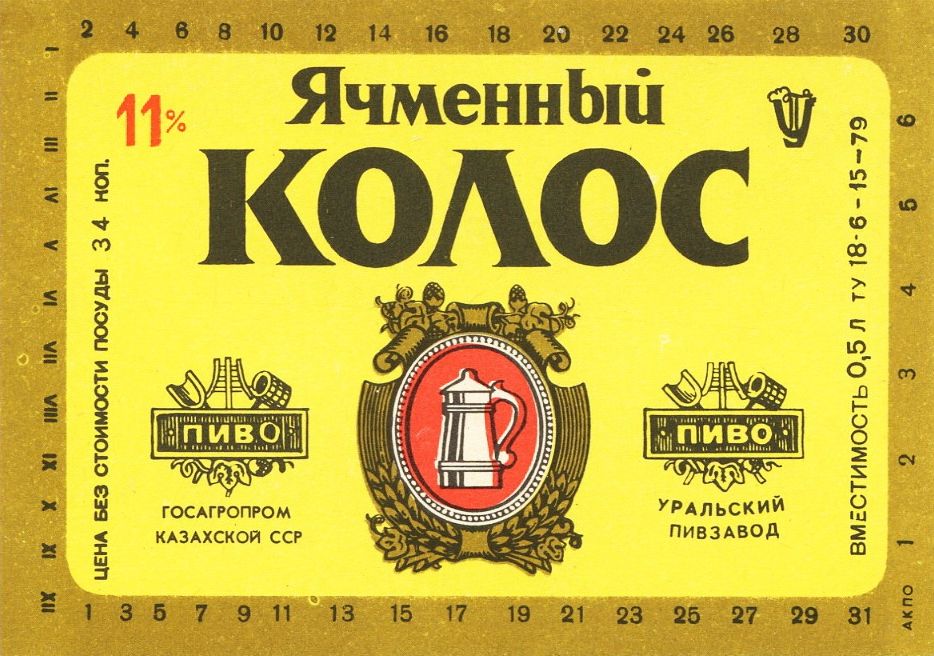 2 4 6 8 10 12 14 16 18 20 22 24 26 28 30
Ячменный
КОЛОС
11%
ЦЕНА БЕЗ СТОИМОСТИ ПОСУДЫ 34 КОП.
ПИВО
ГОСАГРОПРОМ
КАЗАХСКОЙ ССР
ПИВО
УРАЛЬСКИЙ
ПИВЗАВОД
ВМЕСТИМОСТЬ 0,5 Л ТУ 18-6-15-79
I II III VI V IV VII VIII XI X IX XII
1 2 3 4 5 6
АКПО
1 3 5 7 9 11 13 15 17 19 21 23 25 27 29 31